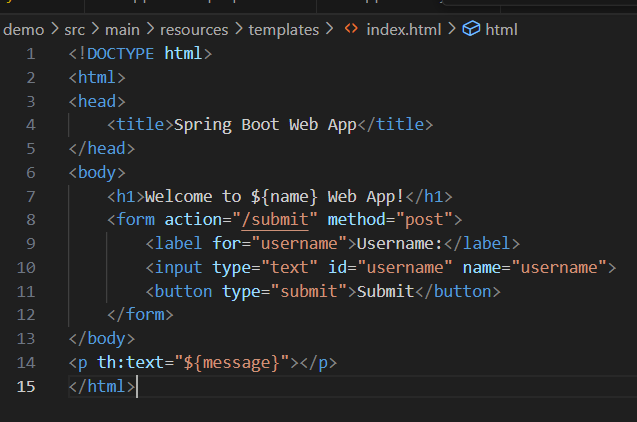 demo > src > main > resources > templates > <> index.html > html
1 <!DOCTYPE html>
2 <html>
3 <head>
4     <title>Spring Boot Web App</title>
5 </head>
6 <body>
7     <h1>Welcome to ${name} Web App!</h1>
8     <form action="/submit" method="post">
9         <label for="username">Username:</label>
10         <input type="text" id="username" name="username">
11         <button type="submit">Submit</button>
12     </form>
13 </body>
14 <p th:text="${message}"></p>
15 </html>